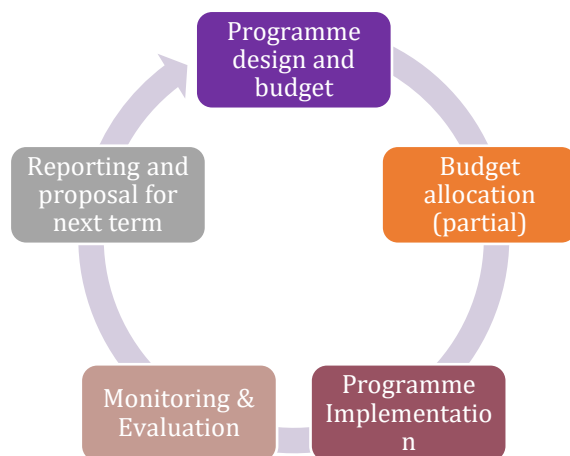 Programme
design and
budget
Budget
allocation
(partial)
Programme
Implementatio
n
Monitoring &
Evaluation
Reporting and
proposal for
next term